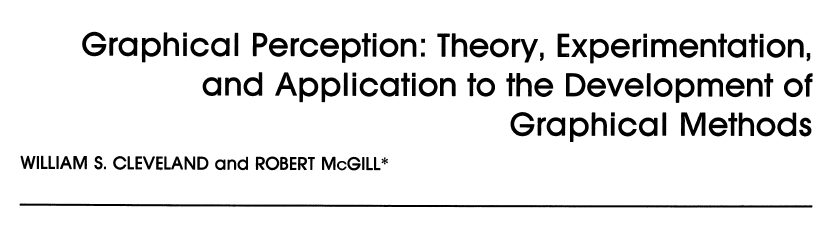 Graphical Perception: Theory, Experimentation,
and Application to the Development of
Graphical Methods
WILLIAM S. CLEVELAND and ROBERT McGILL*